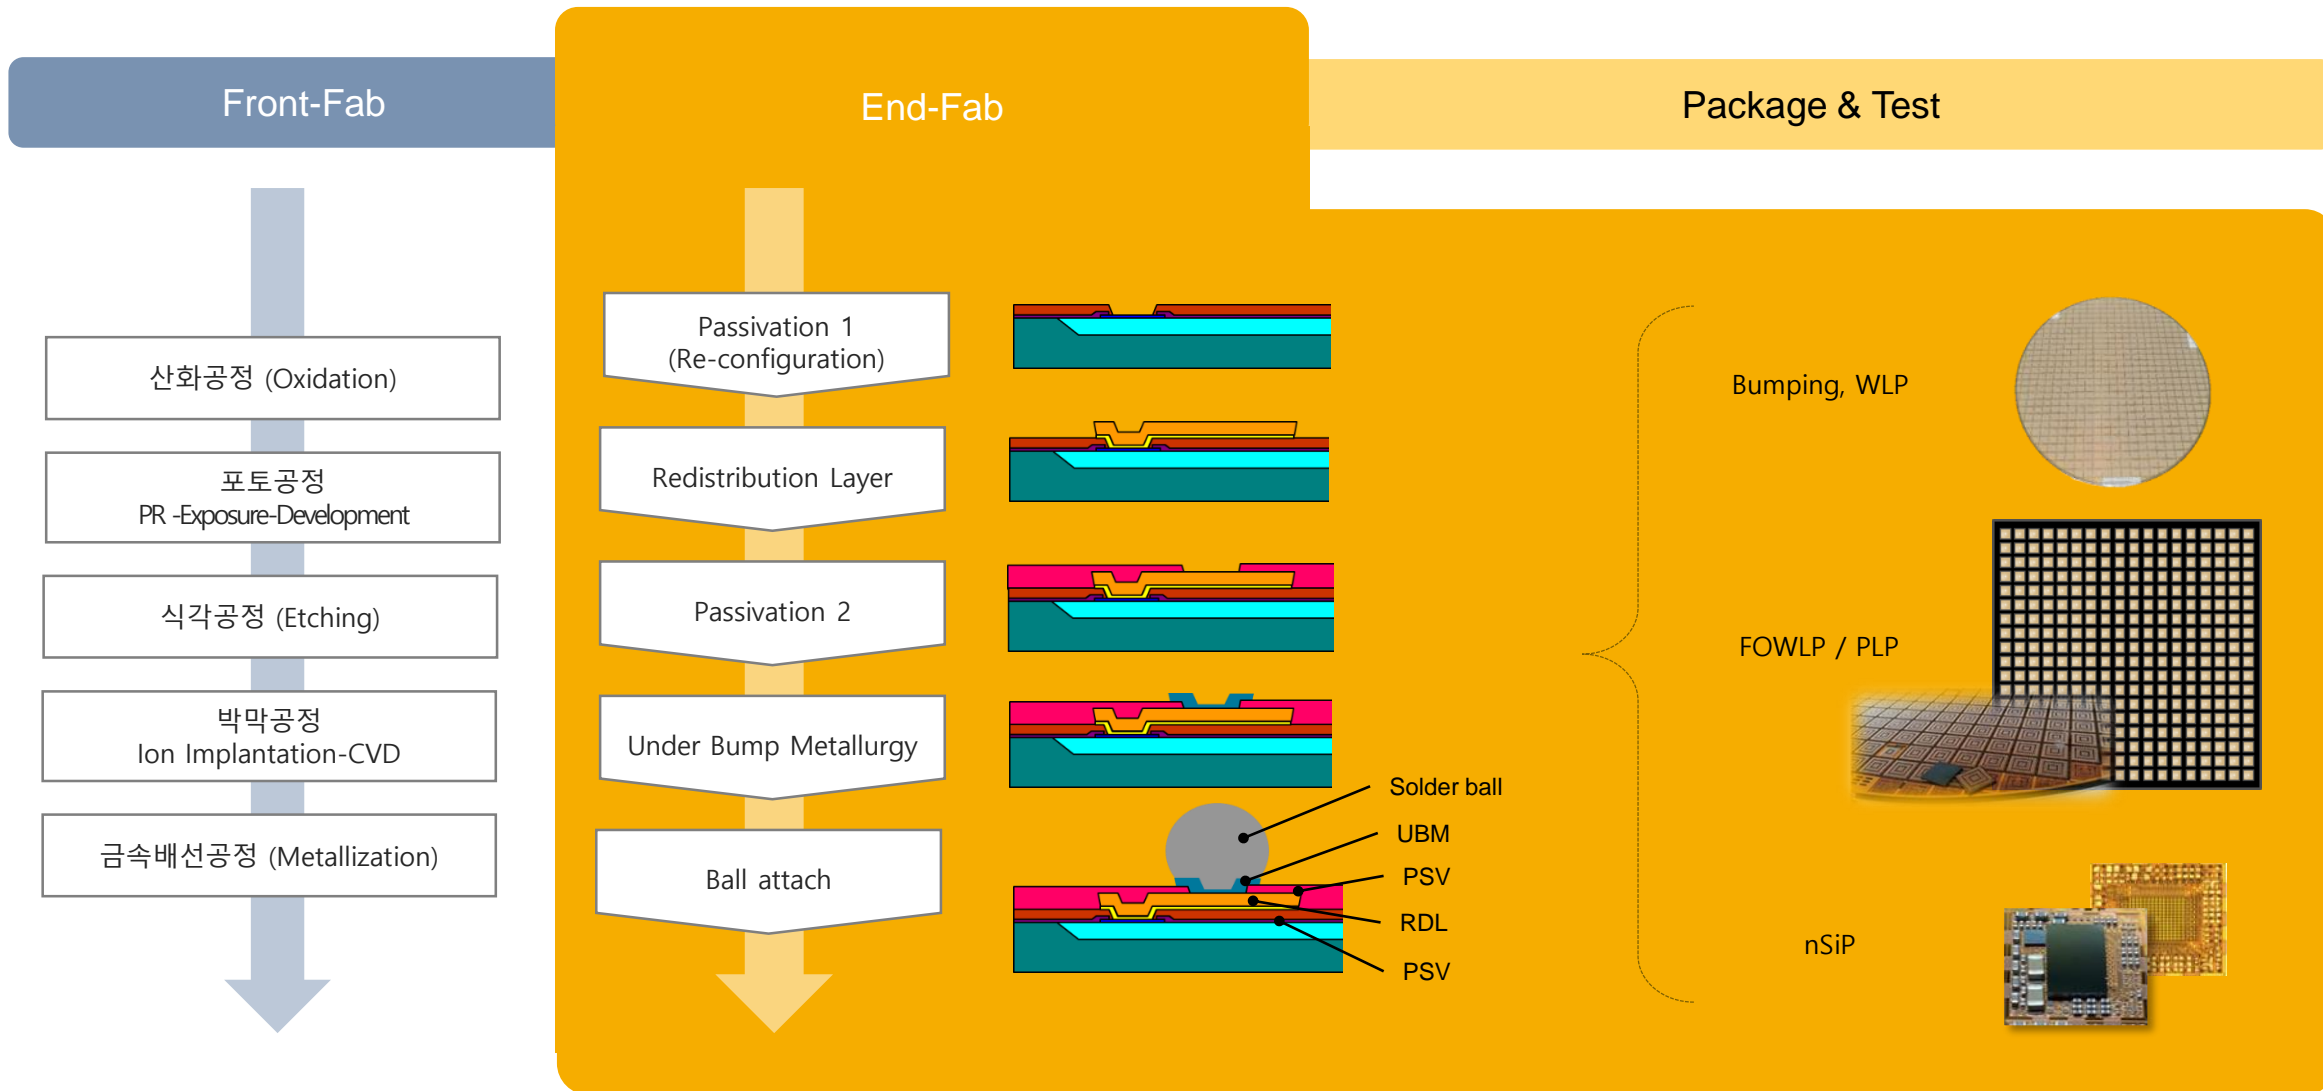 Front-Fab
End-Fab
Package & Test
산화공정 (Oxidation)
포토공정
PR -Exposure-Development
식각공정 (Etching)
박막공정
Ion Implantation-CVD
금속배선공정 (Metallization)
Passivation 1
(Re-configuration)
Redistribution Layer
Passivation 2
Under Bump Metallurgy
Ball attach
Solder ball
UBM
PSV
RDL
PSV
Bumping, WLP
FOWLP / PLP
nSiP